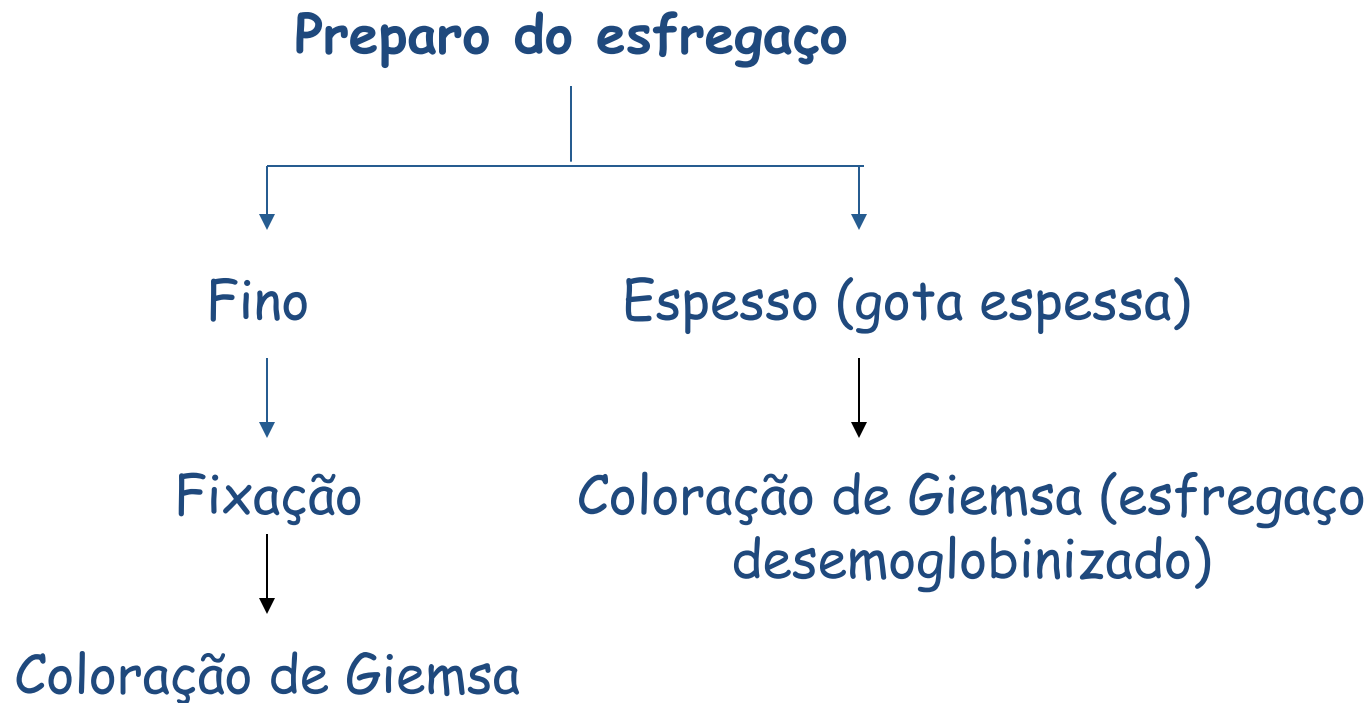 Preparo do esfregaço
Fino
Espesso (gota espessa)
Fixação
Coloração de Giemsa (esfregaço
desemoglobinizado)
Coloração de Giemsa